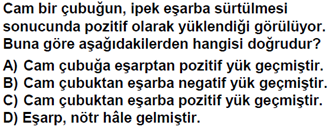 Cam bir çubuğun, ipek eşarba sürtülmesi
sonucunda pozitif olarak yüklendiği görülüyor.
Buna göre aşağıdakilerden hangisi doğrudur?
A) Cam çubuğa eşarptan pozitif yük geçmiştir.
B) Cam çubuktan eşarba negatif yük geçmiştir.
C) Cam çubuktan eşarba pozitif yük geçmiştir.
D) Eşarp, nötr hâle gelmiştir.